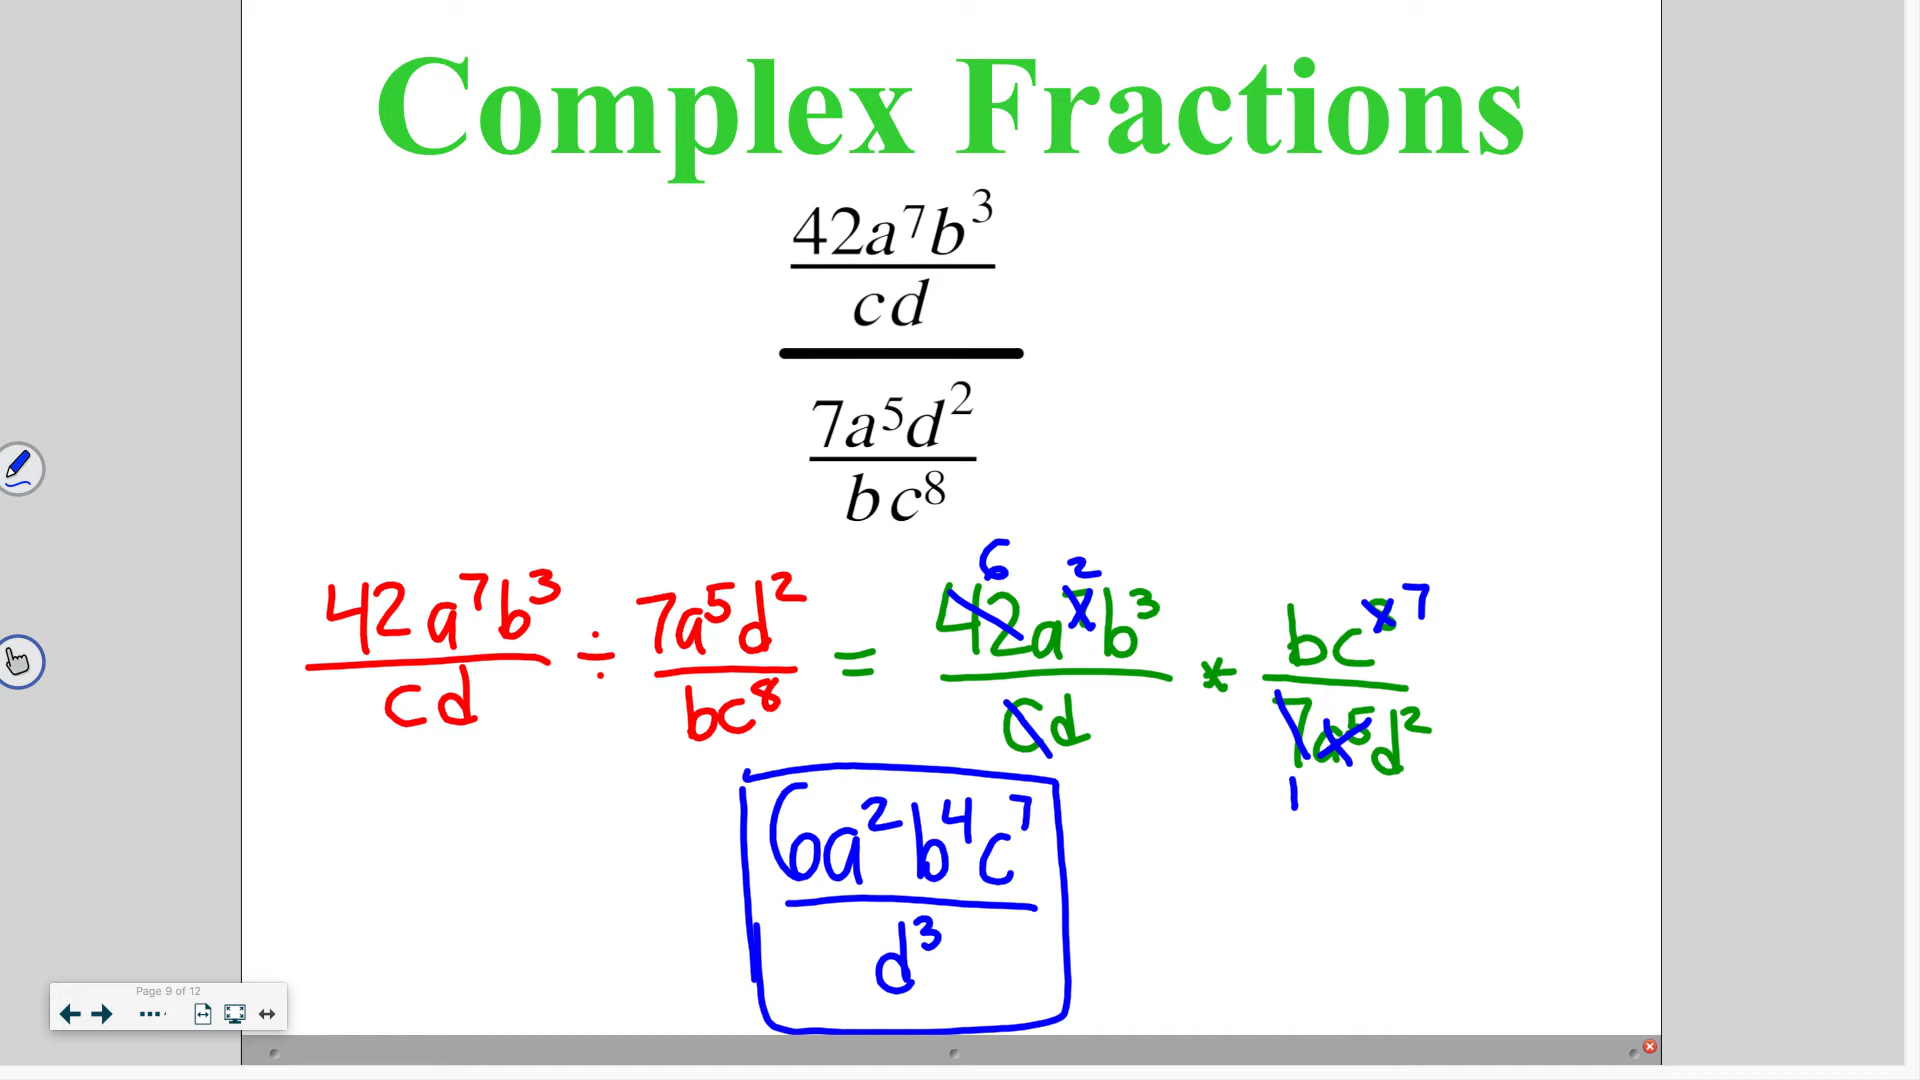 Complex Fractions
42a⁷b³
cd
7a⁵d²
bc⁸
42a⁷b³ ÷ 7a⁵d² = 42a⁷b³ * bc⁸
cd bc⁸ cd 7a⁵d²
6 2 7
1
6a²b⁴c⁷
d³
Page 9 of 12